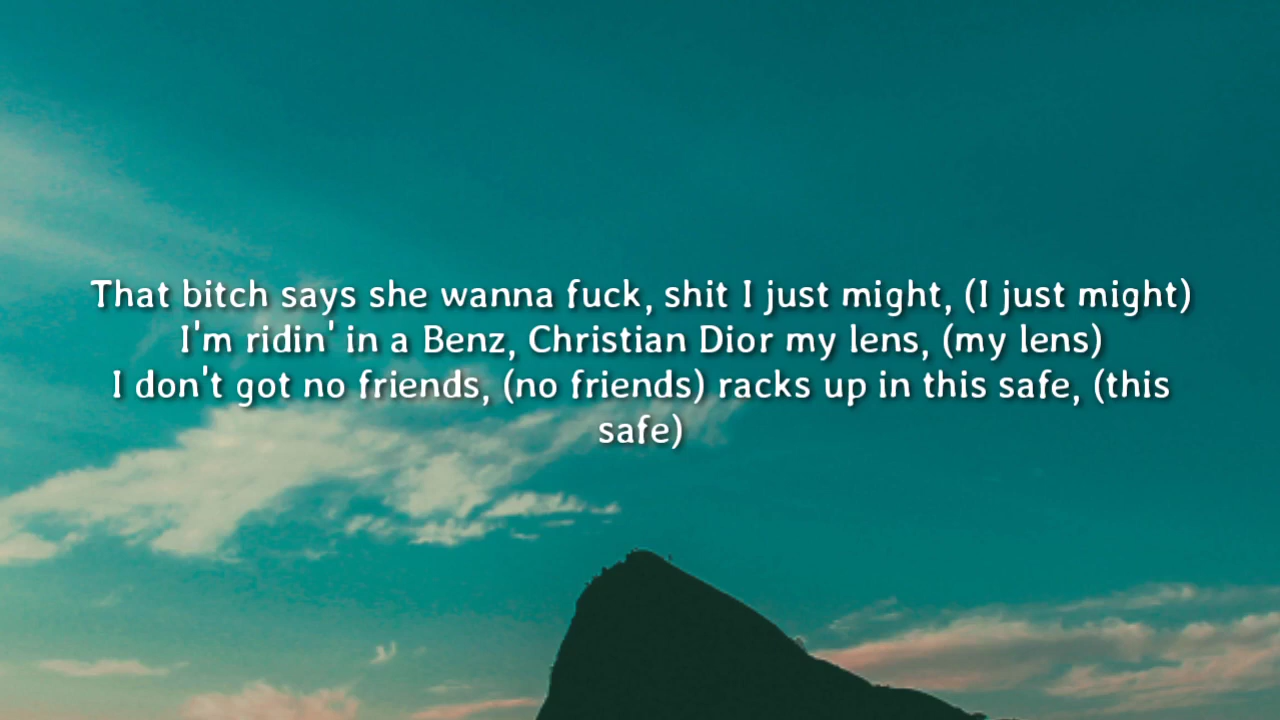 That bitch says she wanna fuck, shit I just might, (I just might)
I'm ridin' in a Benz, Christian Dior my lens, (my lens)
I don't got no friends, (no friends) racks up in this safe, (this
safe)